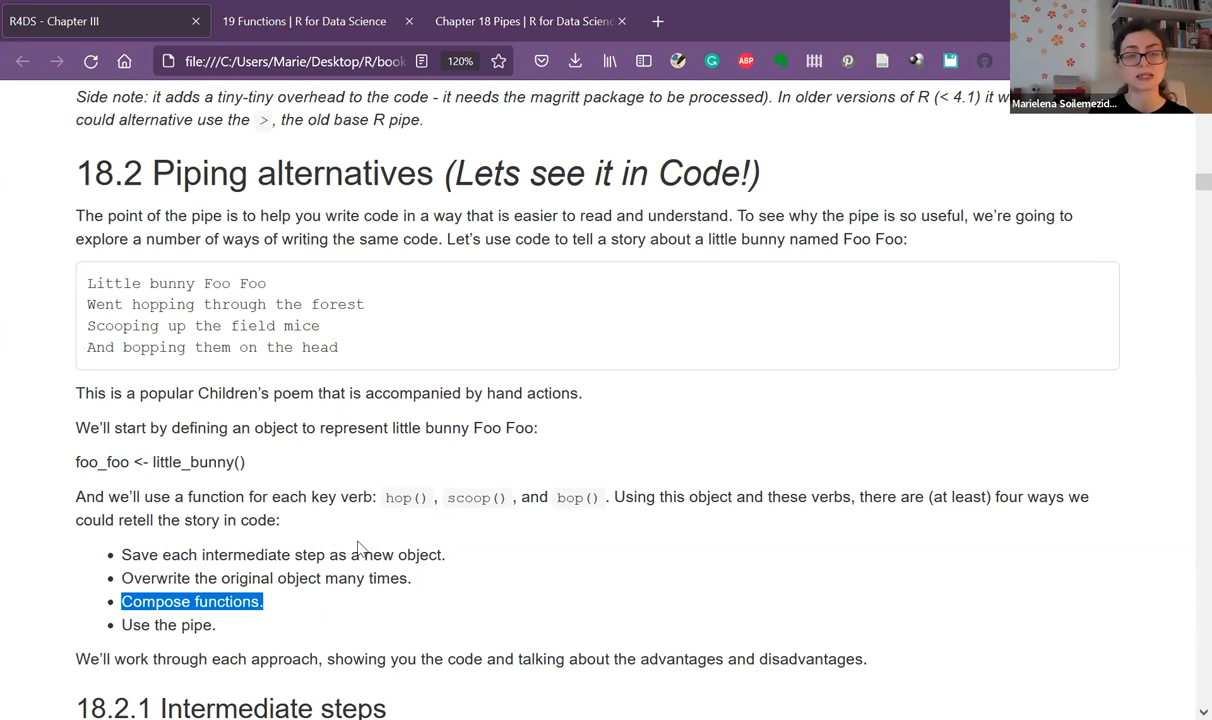 R4DS - Chapter III
19 Functions | R for Data Science
Chapter 18 Pipes | R for Data Scienc
file:///C:/Users/Marie/Desktop/R/book
120%
ABP
Marielena Soilemezid...
Side note: it adds a tiny-tiny overhead to the code - it needs the magritt package to be processed). In older versions of R (< 4.1) it w
could alternative use the > , the old base R pipe.
18.2 Piping alternatives (Lets see it in Code!)
The point of the pipe is to help you write code in a way that is easier to read and understand. To see why the pipe is so useful, we're going to
explore a number of ways of writing the same code. Let's use code to tell a story about a little bunny named Foo Foo:
Little bunny Foo Foo
Went hopping through the forest
Scooping up the field mice
And bopping them on the head
This is a popular Children's poem that is accompanied by hand actions.
We'll start by defining an object to represent little bunny Foo Foo:
foo_foo <- little_bunny()
And we'll use a function for each key verb: hop() , scoop() , and bop() . Using this object and these verbs, there are (at least) four ways we
could retell the story in code:
• Save each intermediate step as a new object.
• Overwrite the original object many times.
• Compose functions.
• Use the pipe.
We'll work through each approach, showing you the code and talking about the advantages and disadvantages.
18.2.1 Intermediate steps